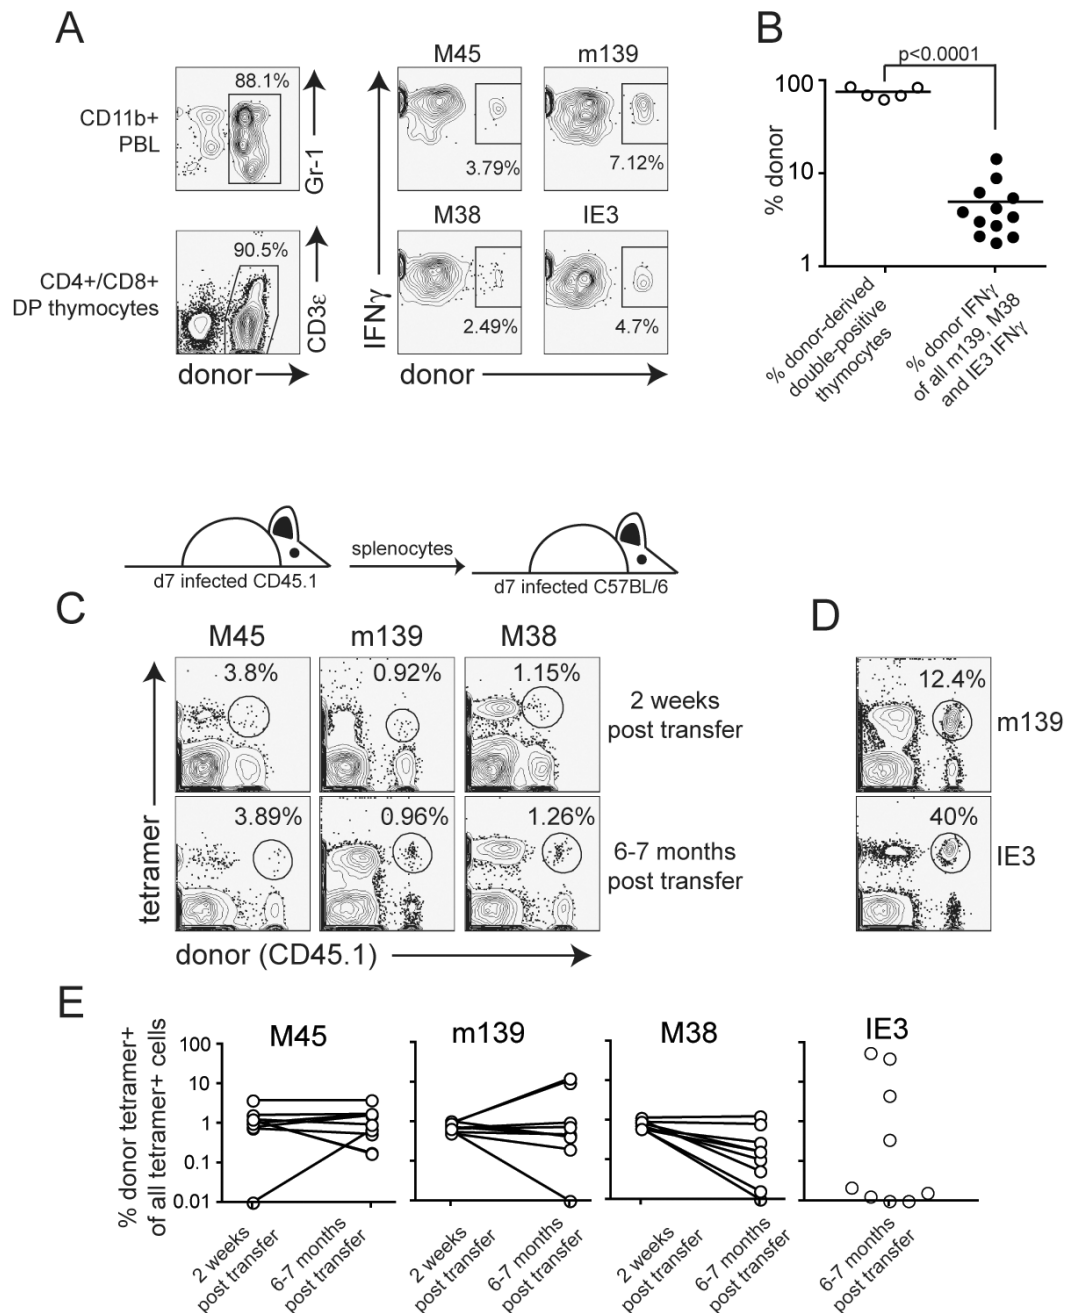 A
CD11b+
PBL
88.1%
Gr-1
CD4+/CD8+
DP thymocytes
90.5%
CD3ε
donor
IFNγ
M45
3.79%
m139
7.12%
M38
2.49%
IE3
4.7%
donor
B
p<0.0001
% donor
100
10
1
% donor-derived
double-positive
thymocytes
% donor IFNγ
of all m139, M38
and IE3 IFNγ
d7 infected CD45.1
splenocytes
d7 infected C57BL/6
C
M45
m139
M38
tetramer
3.8%
0.92%
1.15%
2 weeks
post transfer
3.89%
0.96%
1.26%
6-7 months
post transfer
donor (CD45.1)
D
12.4%
m139
40%
IE3
E
% donor tetramer+
of all tetramer+ cells
M45
m139
M38
IE3
100
10
1
0.1
0.01
2 weeks
post transfer
6-7 months
post transfer
2 weeks
post transfer
6-7 months
post transfer
2 weeks
post transfer
6-7 months
post transfer
6-7 months
post transfer